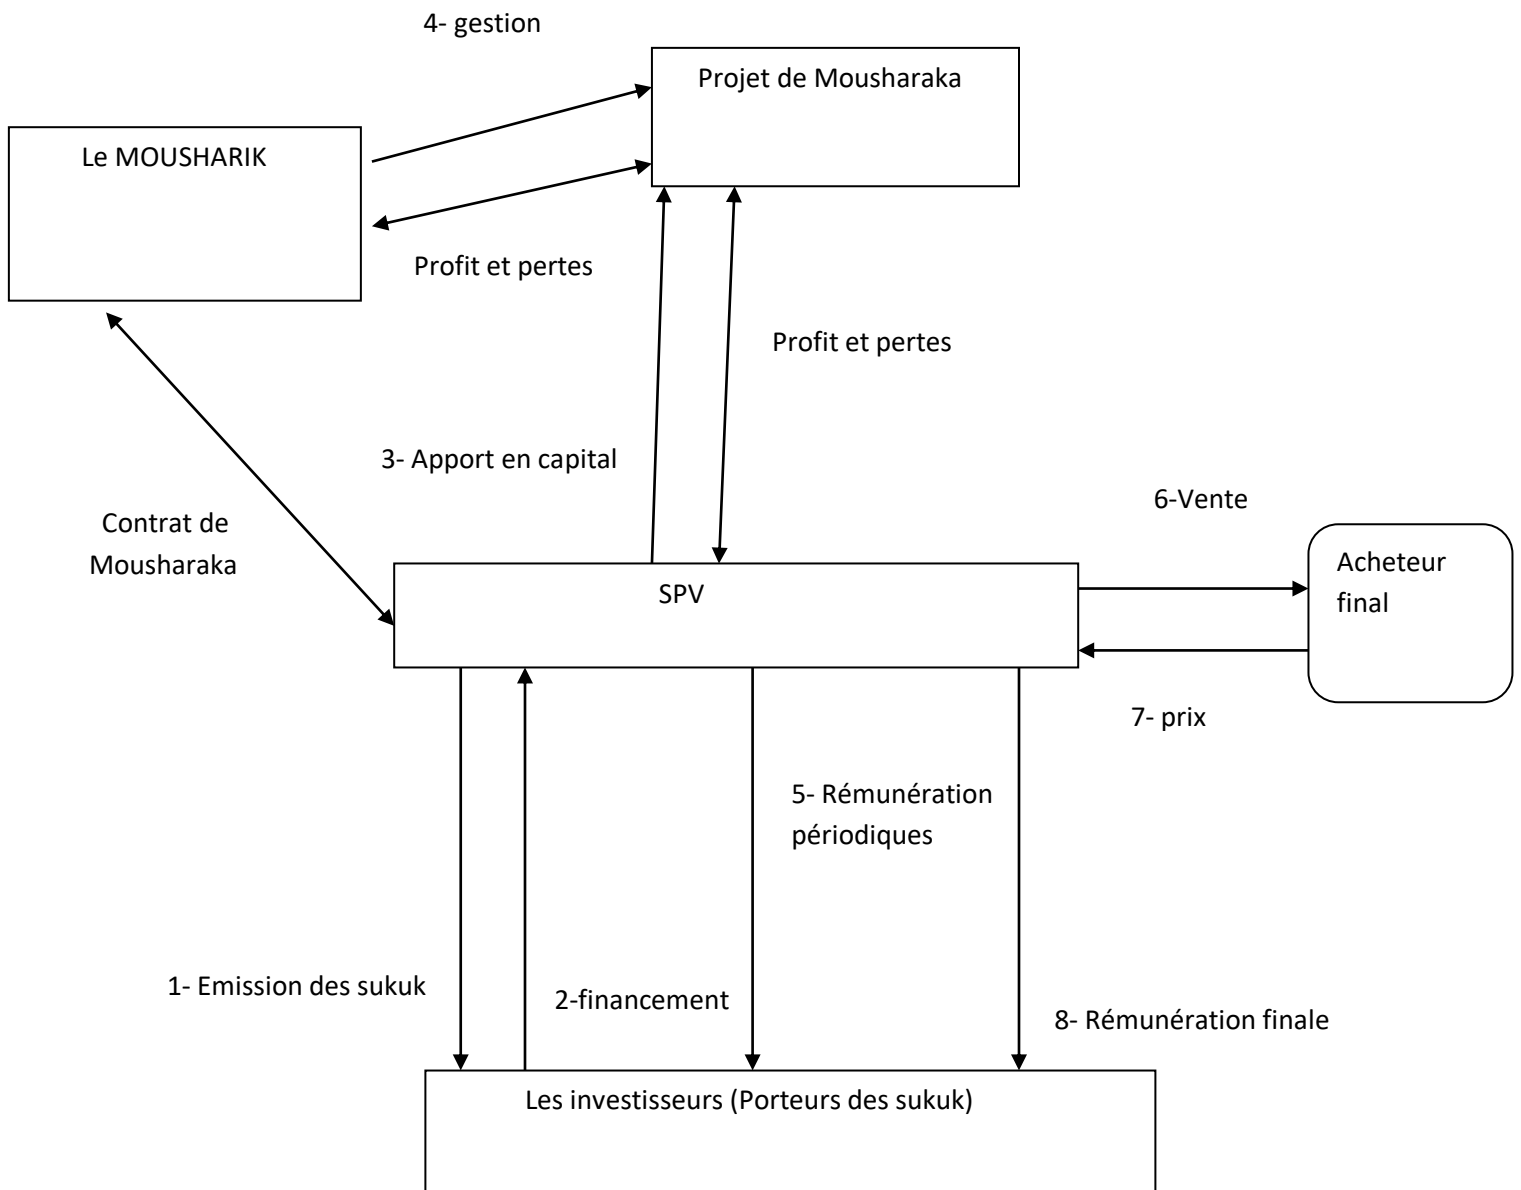 4- gestion
Projet de Mousharaka
Le MOUSHARIK
Profit et pertes
Profit et pertes
3- Apport en capital
6-Vente
Contrat de
Mousharaka
Acheteur
final
SPV
7- prix
5- Rémunération
périodiques
1- Emission des sukuk
2-financement
8- Rémunération finale
Les investisseurs (Porteurs des sukuk)